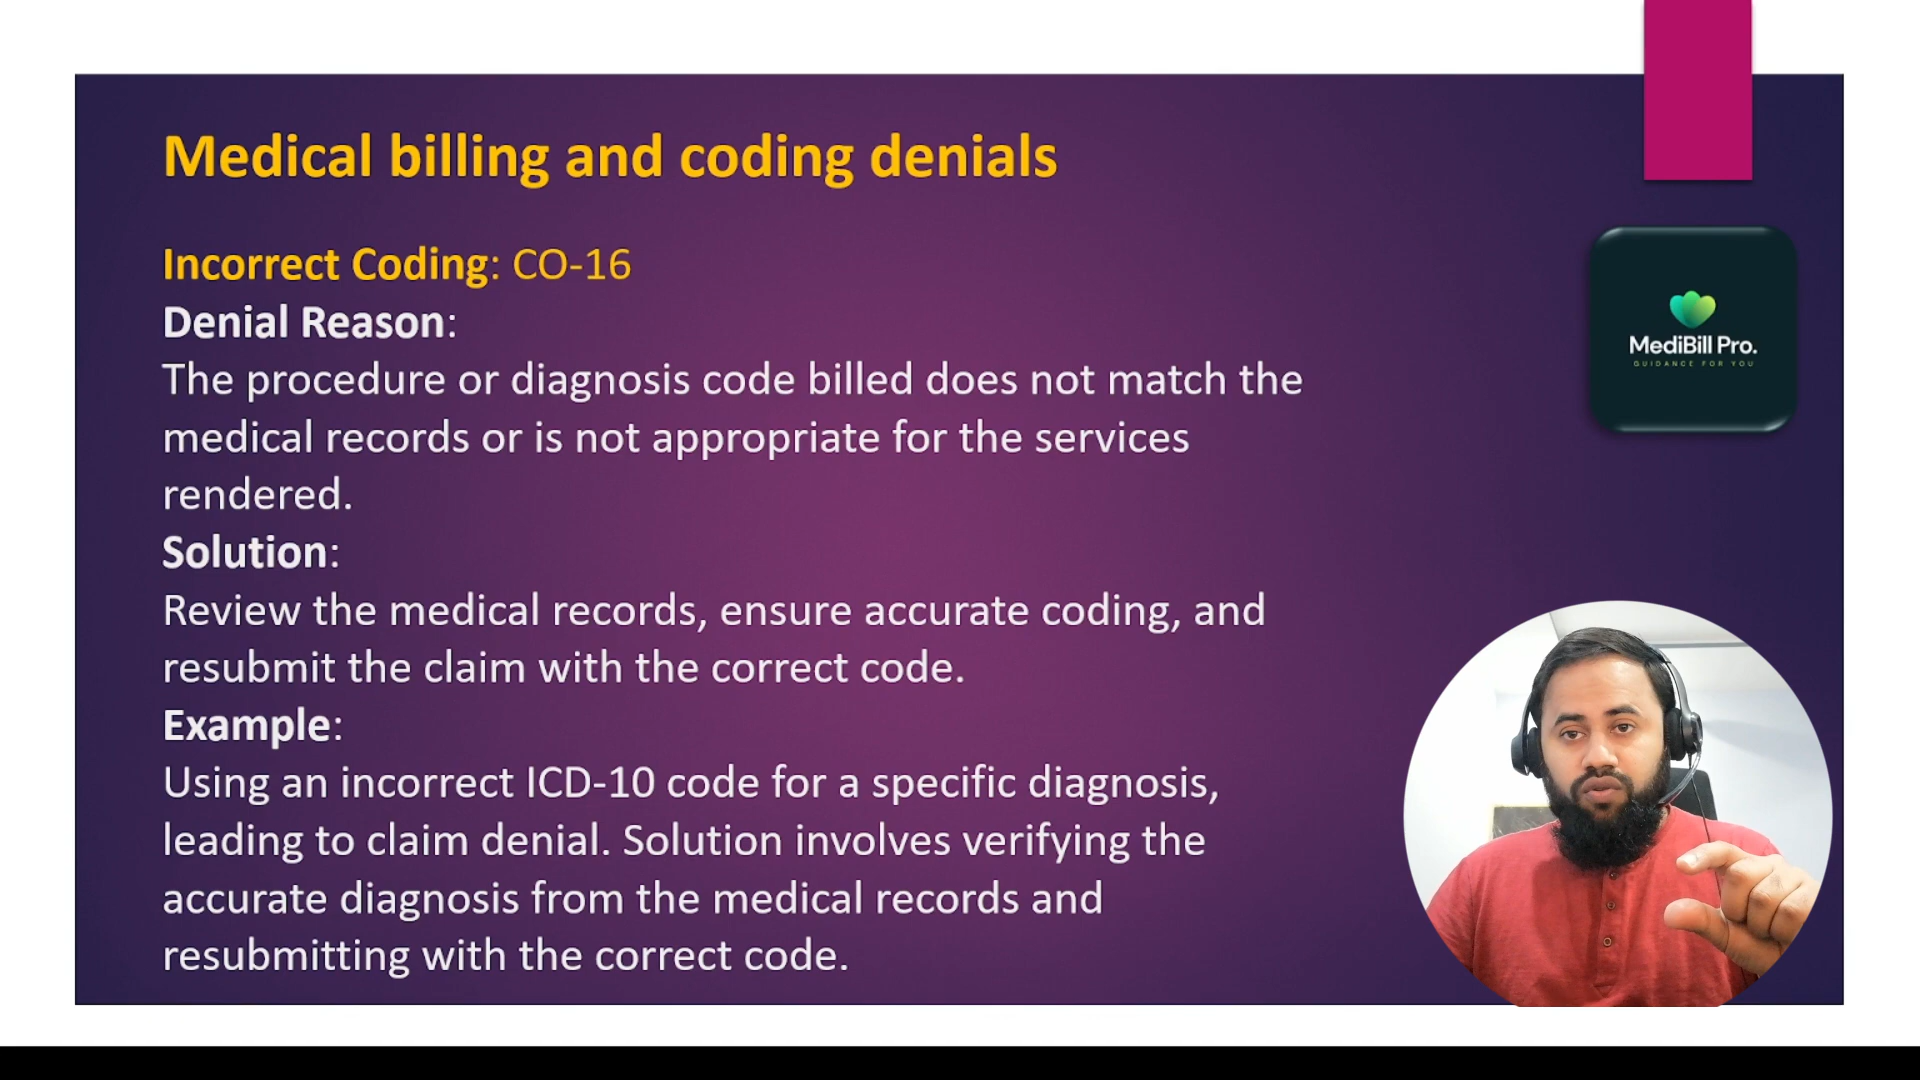 Medical billing and coding denials
Incorrect Coding: CO-16
Denial Reason:
The procedure or diagnosis code billed does not match the
medical records or is not appropriate for the services
rendered.
Solution:
Review the medical records, ensure accurate coding, and
resubmit the claim with the correct code.
Example:
Using an incorrect ICD-10 code for a specific diagnosis,
leading to claim denial. Solution involves verifying the
accurate diagnosis from the medical records and
resubmitting with the correct code.
MediBill Pro.
GUIDANCE FOR YOU